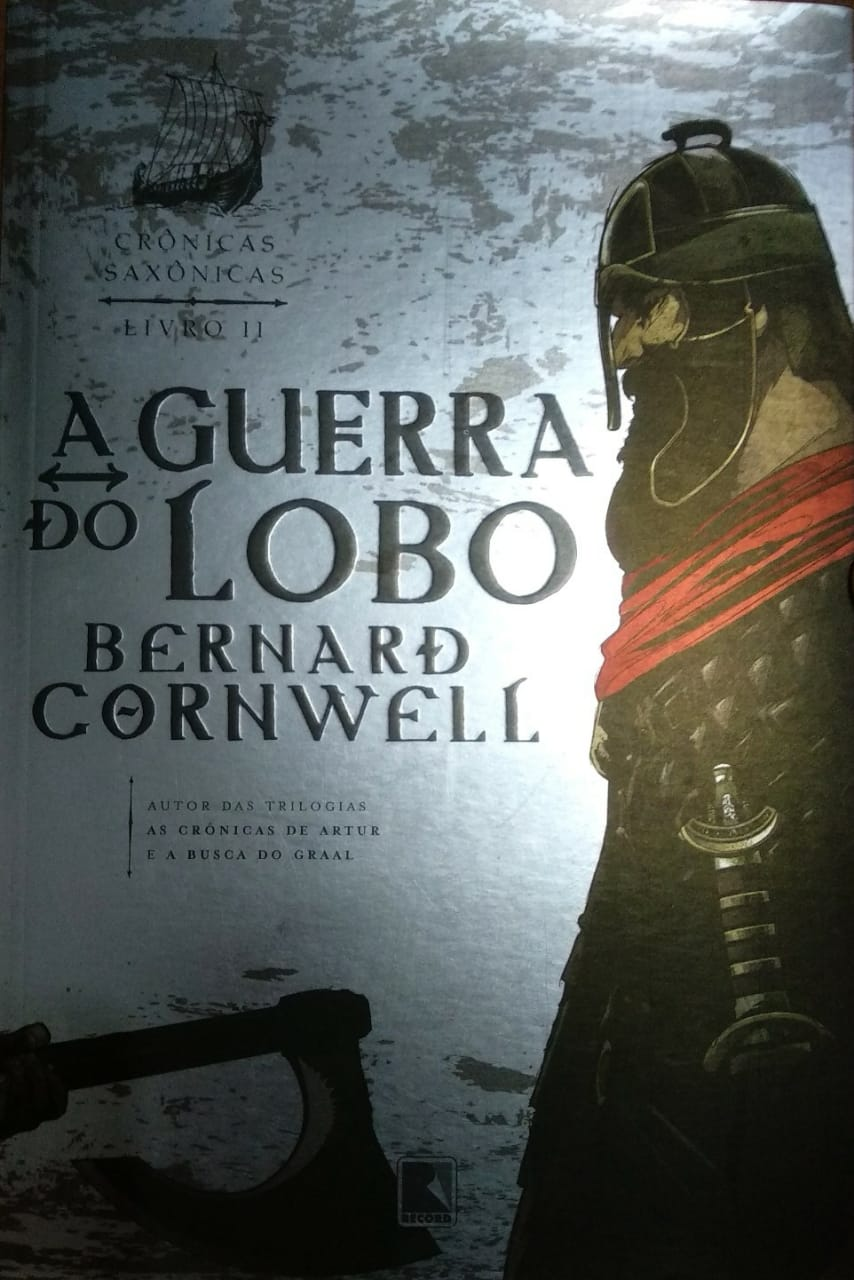 CRÔNICAS
SAXÔNICAS
LIVRO II
A GUERRA
DO LOBO
BERNARD
CORNWELL
AUTOR DAS TRILOGIAS
AS CRÔNICAS DE ARTUR
E A BUSCA DO GRAAL
R
RECORD